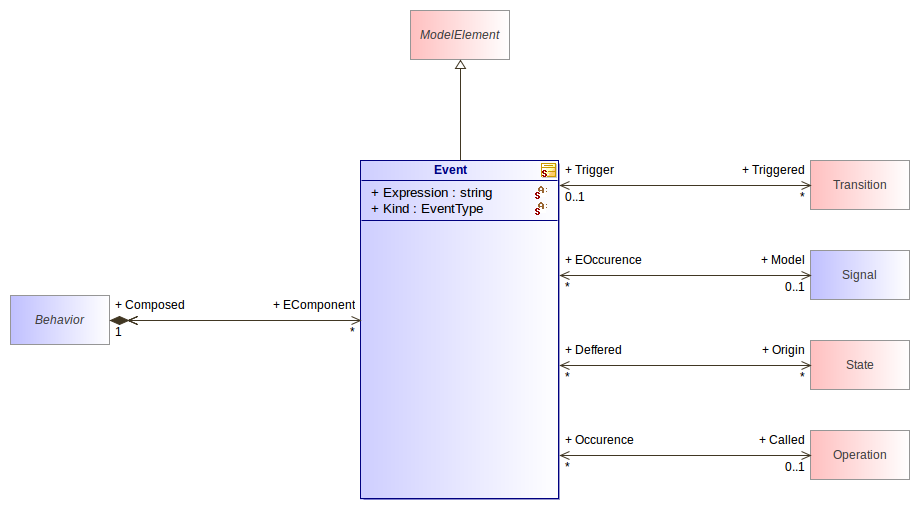 ModelElement
Event
+ Expression : string
+ Kind : EventType
+ Trigger
+ Triggered
0..1
*
Transition
+ EOccurence
+ Model
*
0..1
Signal
+ Composed
+ EComponent
1
*
Behavior
+ Deffered
+ Origin
*
*
State
+ Occurence
+ Called
*
0..1
Operation